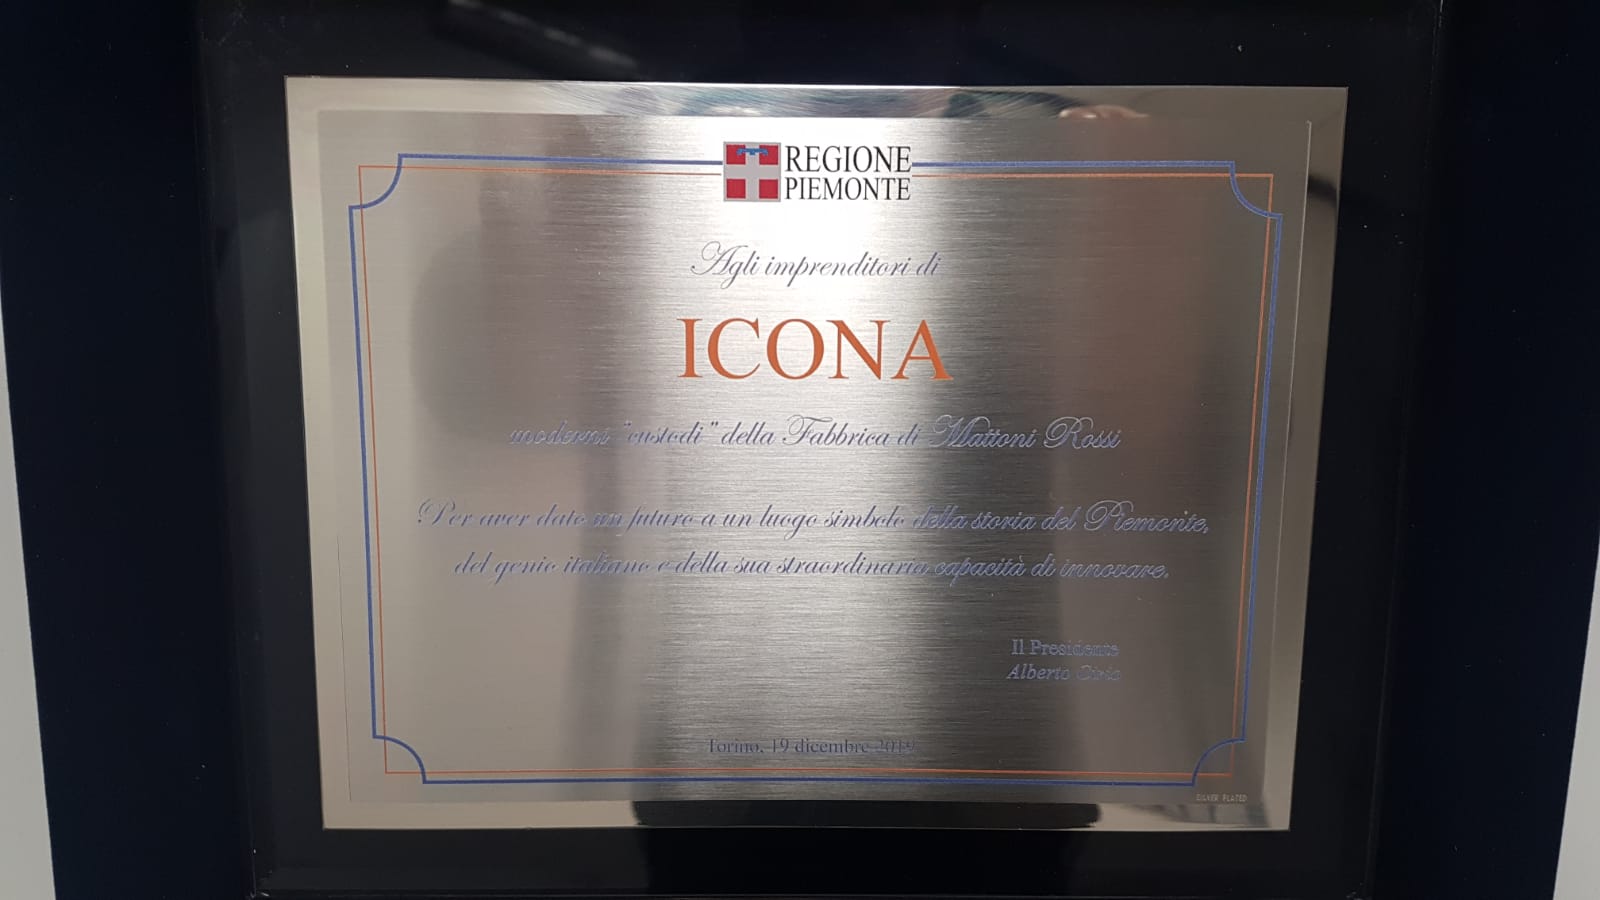 REGIONE
PIEMONTE
Agli imprenditori di
ICONA
moderni "custodi" della Fabbrica di Mattoni Rossi
Per aver dato un futuro a un luogo simbolo della storia del Piemonte,
del genio italiano e della sua straordinaria capacità di innovare.
Il Presidente
Alberto Cirio
Torino, 19 dicembre 2019
SILVER PLATED